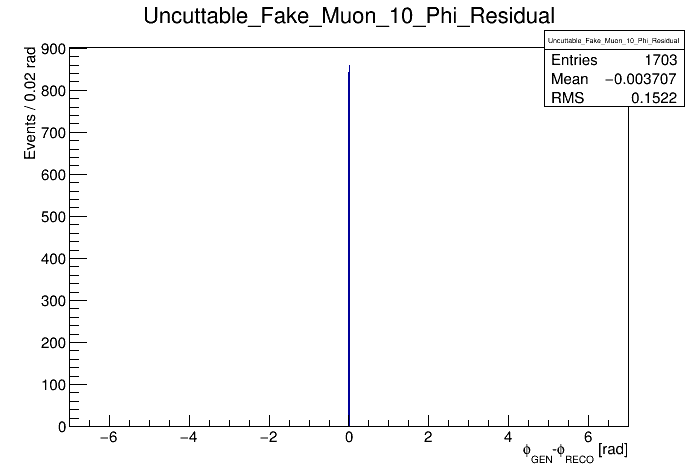 Uncuttable_Fake_Muon_10_Phi_Residual
Uncuttable_Fake_Muon_10_Phi_Residual
Entries 1703
Mean −0.003707
RMS 0.1522
Events / 0.02 rad
900
800
700
600
500
400
300
200
100
0
−6 −4 −2 0 2 4 6
ϕGEN-ϕRECO [rad]